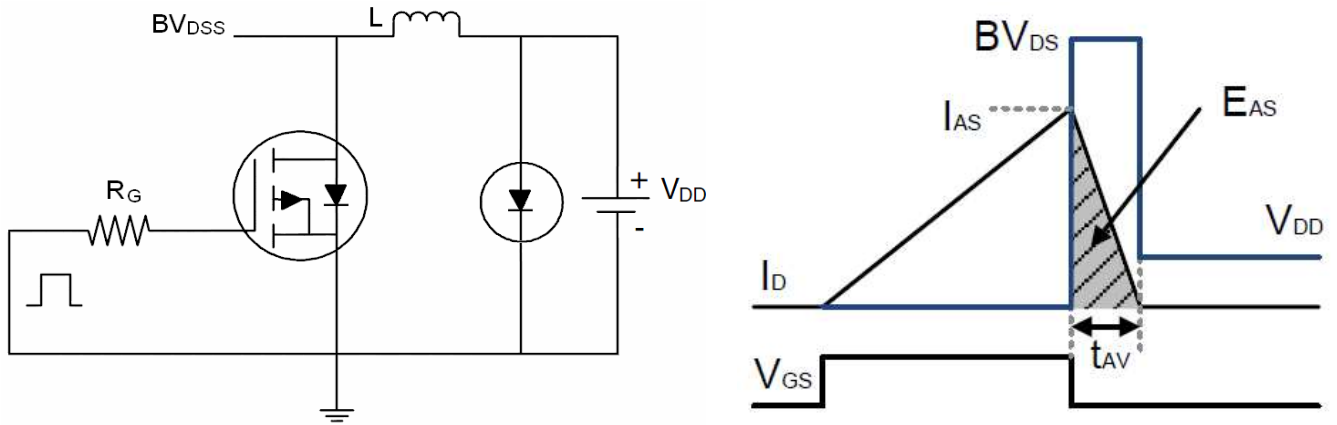 BVDSS
L
RG
+
VDD
-
BVDS
IAS
EAS
VDD
ID
tAV
VGS